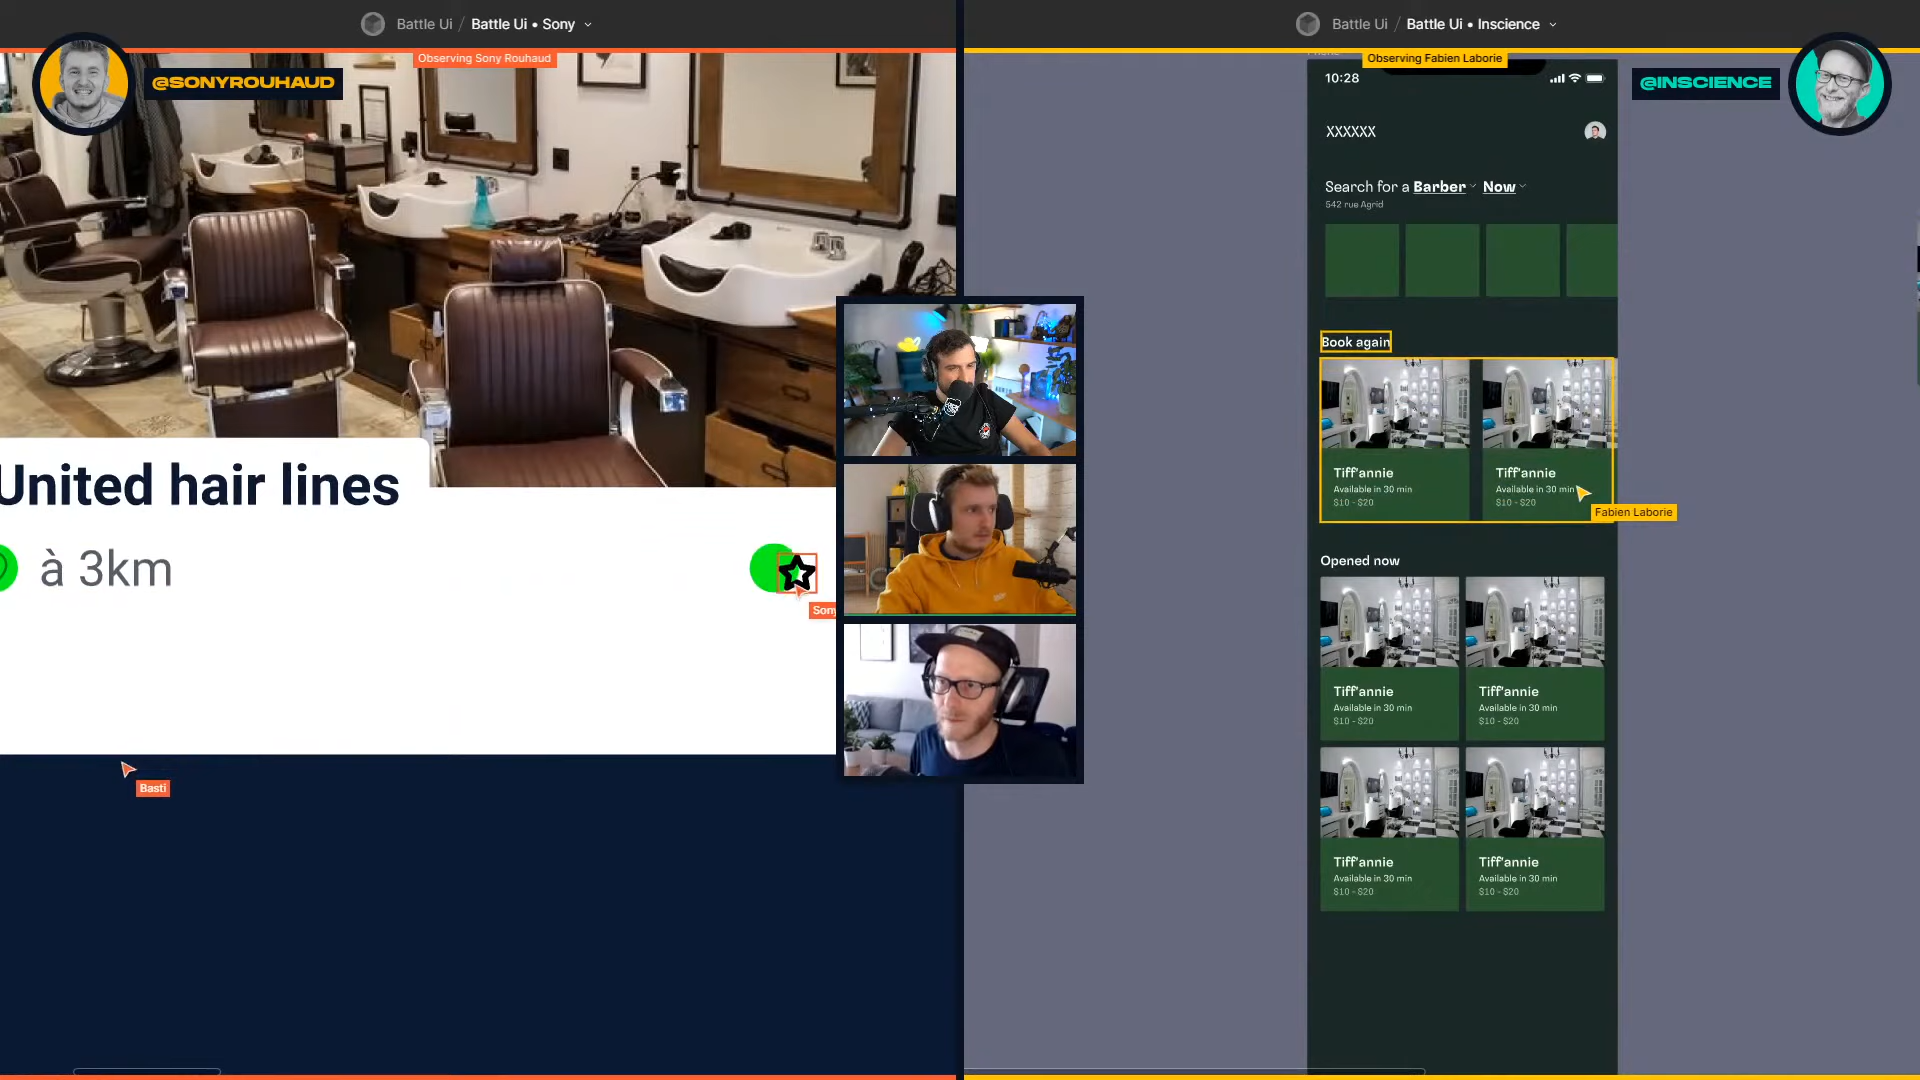 Battle Ui / Battle Ui • Sony
Observing Sony Rouhaud
@SONYROUHAUD
United hair lines
à 3km
Sony
Basti
Battle Ui / Battle Ui • Inscience
Observing Fabien Laborie
@INSCIENCE
10:28
XXXXXX
Search for a Barber Now
542 rue Agrid
Book again
Tiff'annie
Available in 30 min
$10 - $20
Tiff'annie
Available in 30 min
$10 - $20
Fabien Laborie
Opened now
Tiff'annie
Available in 30 min
$10 - $20
Tiff'annie
Available in 30 min
$10 - $20
Tiff'annie
Available in 30 min
$10 - $20
Tiff'annie
Available in 30 min
$10 - $20